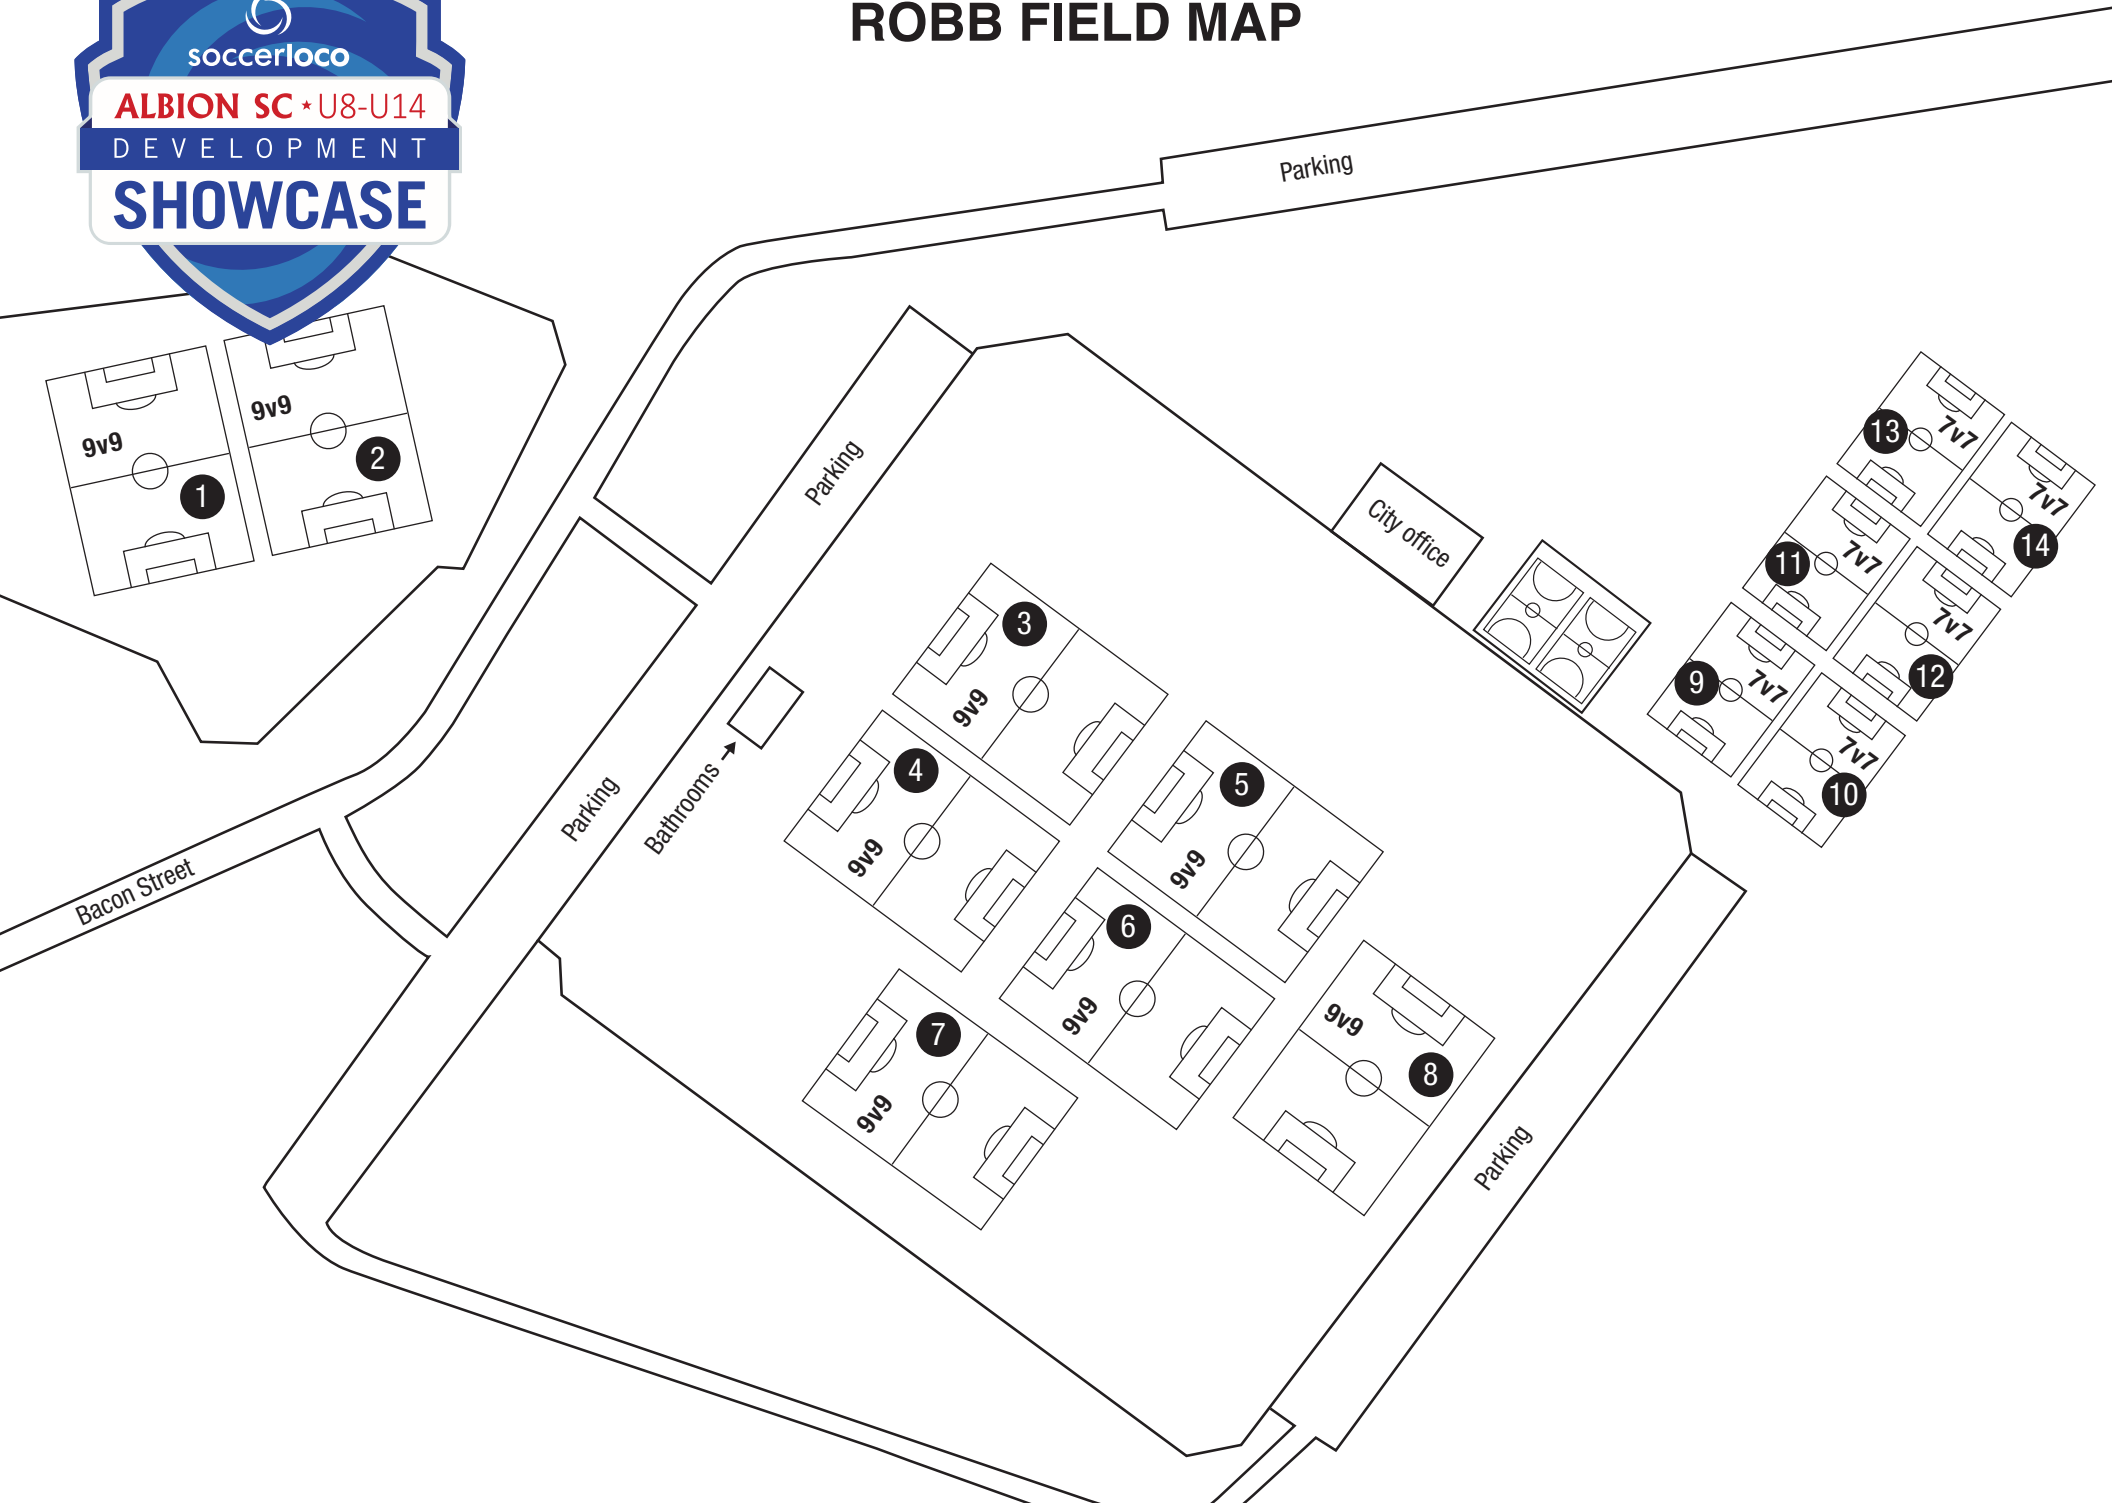 ROBB FIELD MAP
soccerloco
ALBION SC ★ U8-U14
DEVELOPMENT
SHOWCASE
Parking
9v9
1
9v9
2
Parking
City office
13
7v7
7v7
14
11
7v7
7v7
12
9
7v7
7v7
10
3
9v9
4
9v9
5
9v9
6
9v9
7
9v9
9v9
8
Bathrooms
Parking
Bacon Street
Parking